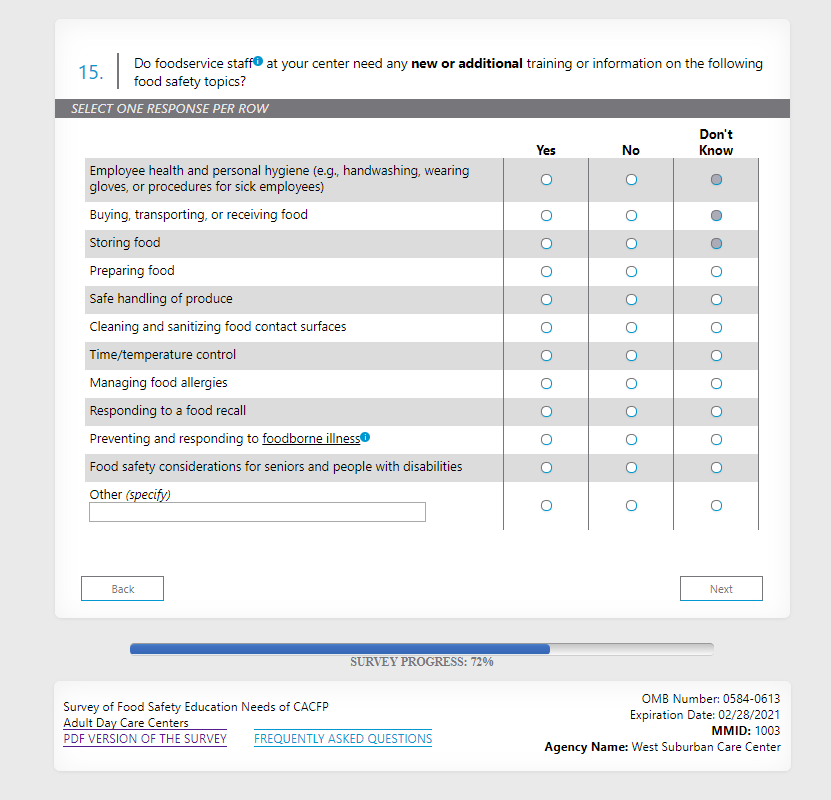 15. Do foodservice staff at your center need any new or additional training or information on the following
food safety topics?
SELECT ONE RESPONSE PER ROW
Yes No Don't Know
Employee health and personal hygiene (e.g., handwashing, wearing
gloves, or procedures for sick employees)
Buying, transporting, or receiving food
Storing food
Preparing food
Safe handling of produce
Cleaning and sanitizing food contact surfaces
Time/temperature control
Managing food allergies
Responding to a food recall
Preventing and responding to foodborne illness
Food safety considerations for seniors and people with disabilities
Other (specify)
Back Next
SURVEY PROGRESS: 72%
Survey of Food Safety Education Needs of CACFP
Adult Day Care Centers
PDF VERSION OF THE SURVEY FREQUENTLY ASKED QUESTIONS
OMB Number: 0584-0613
Expiration Date: 02/28/2021
MMID: 1003
Agency Name: West Suburban Care Center